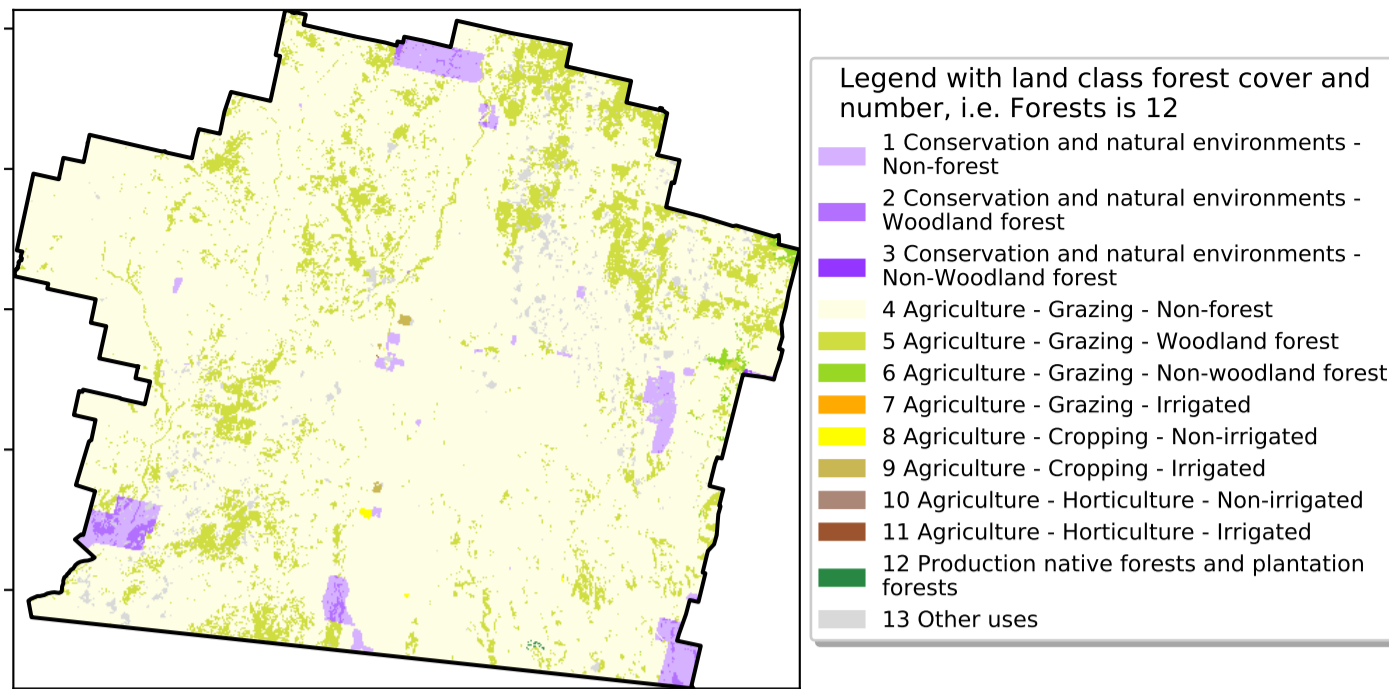 Legend with land class forest cover and
number, i.e. Forests is 12
1 Conservation and natural environments -
Non-forest
2 Conservation and natural environments -
Woodland forest
3 Conservation and natural environments -
Non-Woodland forest
4 Agriculture - Grazing - Non-forest
5 Agriculture - Grazing - Woodland forest
6 Agriculture - Grazing - Non-woodland forest
7 Agriculture - Grazing - Irrigated
8 Agriculture - Cropping - Non-irrigated
9 Agriculture - Cropping - Irrigated
10 Agriculture - Horticulture - Non-irrigated
11 Agriculture - Horticulture - Irrigated
12 Production native forests and plantation
forests
13 Other uses